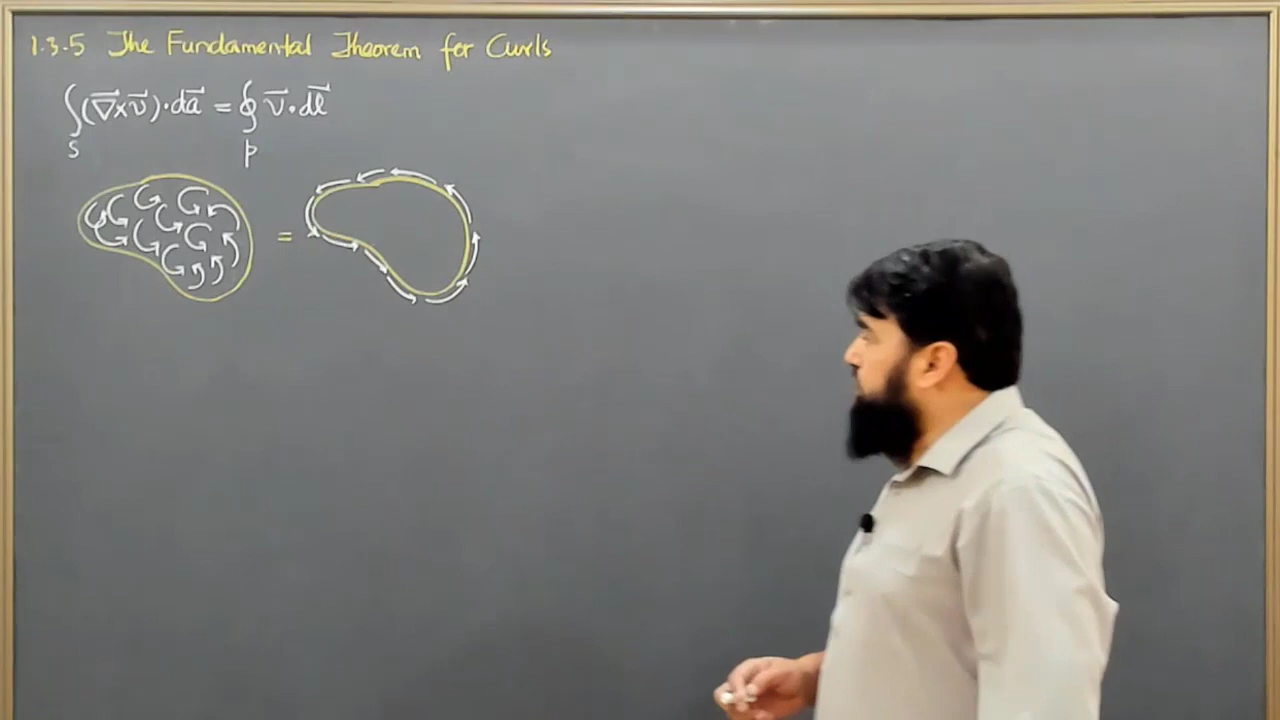 1.3.5 The Fundamental Theorem for Curls
∫(∇⃗×v⃗)·da⃗ = ∮ v⃗·dl⃗
S P
=